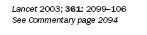 Lancet 2003; 361: 2099–106
See Commentary page 2094